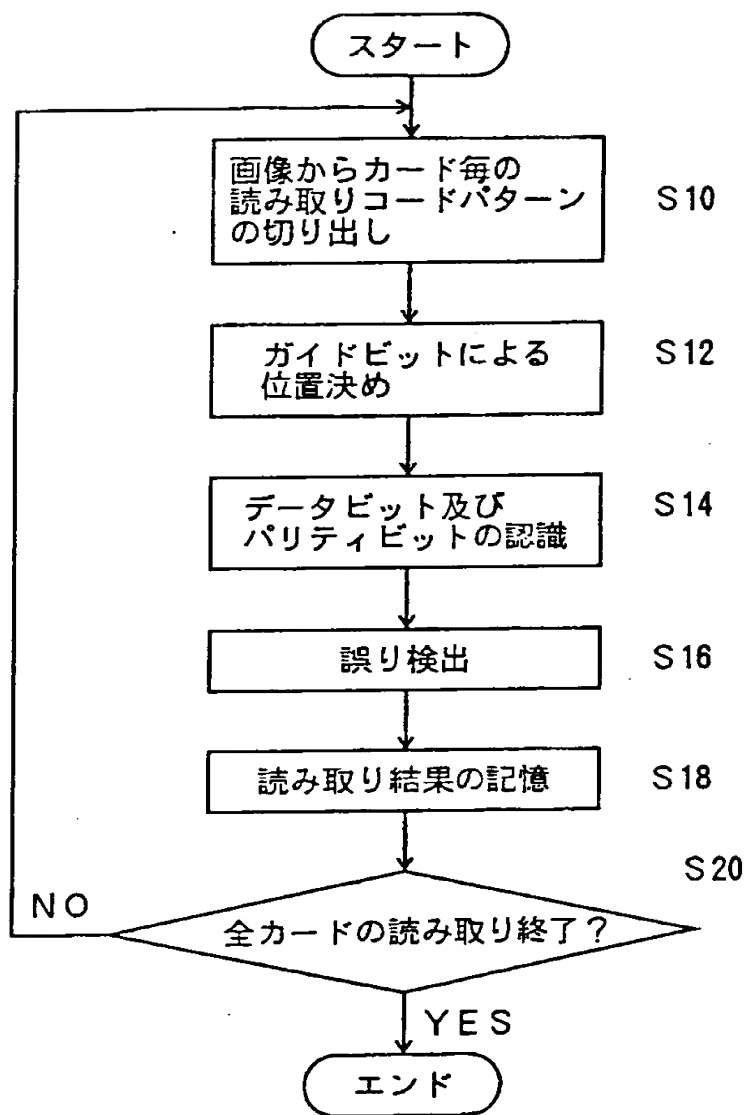 スタート
画像からカード毎の
読み取りコードパターン
の切り出し
S10
ガイドビットによる
位置決め
S12
データビット及び
パリティビットの認識
S14
誤り検出
S16
読み取り結果の記憶
S18
S20
全カードの読み取り終了?
NO
YES
エンド